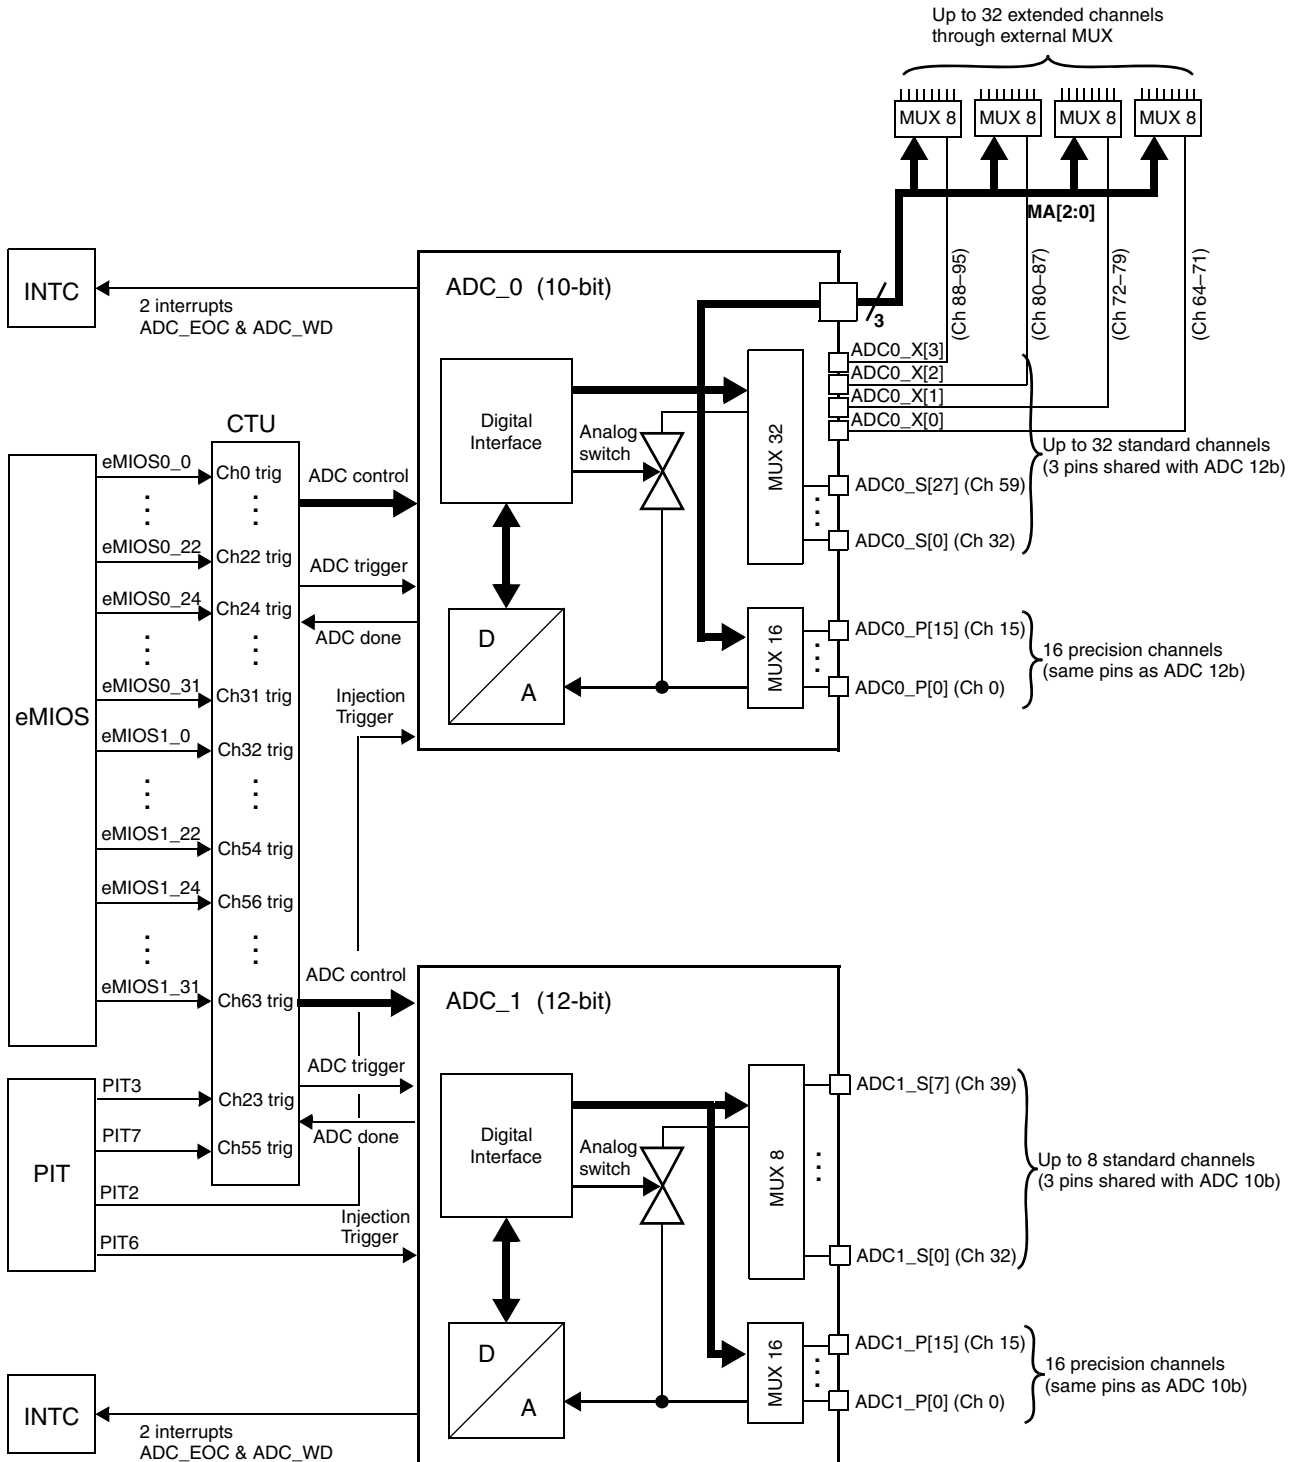 Up to 32 extended channels
through external MUX
MUX 8
MUX 8
MUX 8
MUX 8
MA[2:0]
(Ch 88–95)
(Ch 80–87)
(Ch 72–79)
(Ch 64–71)
INTC
2 interrupts
ADC_EOC & ADC_WD
ADC_0 (10-bit)
3
ADC0_X[3]
ADC0_X[2]
ADC0_X[1]
ADC0_X[0]
Digital
Interface
Analog
switch
MUX 32
Up to 32 standard channels
(3 pins shared with ADC 12b)
ADC0_S[27] (Ch 59)
ADC0_S[0] (Ch 32)
D
A
MUX 16
ADC0_P[15] (Ch 15)
ADC0_P[0] (Ch 0)
16 precision channels
(same pins as ADC 12b)
CTU
eMIOS
eMIOS0_0
Ch0 trig
eMIOS0_22
Ch22 trig
eMIOS0_24
Ch24 trig
eMIOS0_31
Ch31 trig
eMIOS1_0
Ch32 trig
eMIOS1_22
Ch54 trig
eMIOS1_24
Ch56 trig
eMIOS1_31
Ch63 trig
ADC control
ADC trigger
ADC done
Injection
Trigger
ADC control
ADC trigger
ADC done
Injection
Trigger
PIT
PIT3
Ch23 trig
PIT7
Ch55 trig
PIT2
PIT6
ADC_1 (12-bit)
Digital
Interface
Analog
switch
MUX 8
ADC1_S[7] (Ch 39)
ADC1_S[0] (Ch 32)
Up to 8 standard channels
(3 pins shared with ADC 10b)
D
A
MUX 16
ADC1_P[15] (Ch 15)
ADC1_P[0] (Ch 0)
16 precision channels
(same pins as ADC 10b)
INTC
2 interrupts
ADC_EOC & ADC_WD